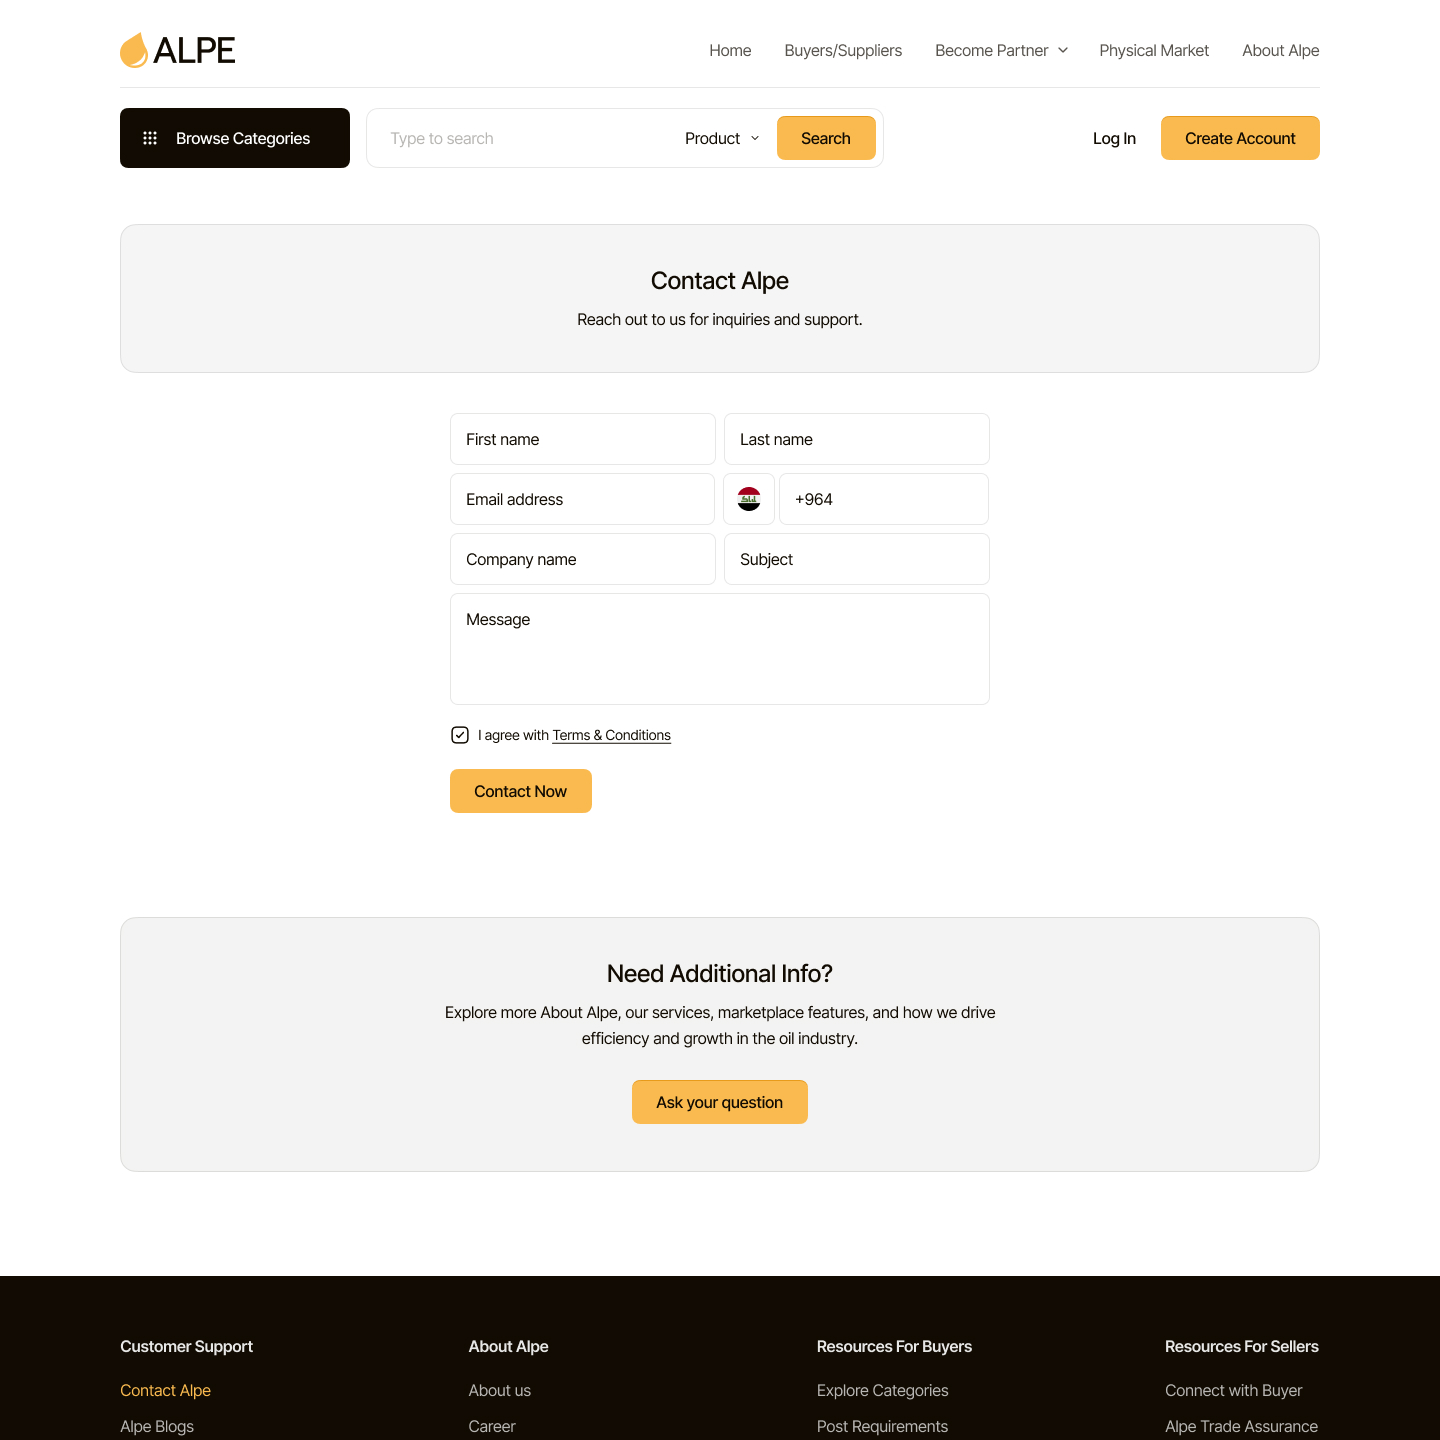 ALPE
Home Buyers/Suppliers Become Partner Physical Market About Alpe
Browse Categories Type to search Product Search Log In Create Account
Contact Alpe
Reach out to us for inquiries and support.
First name Last name
Email address +964
Company name Subject
Message
I agree with Terms & Conditions
Contact Now
Need Additional Info?
Explore more About Alpe, our services, marketplace features, and how we drive
efficiency and growth in the oil industry.
Ask your question
Customer Support About Alpe Resources For Buyers Resources For Sellers
Contact Alpe About us Explore Categories Connect with Buyer
Alpe Blogs Career Post Requirements Alpe Trade Assurance